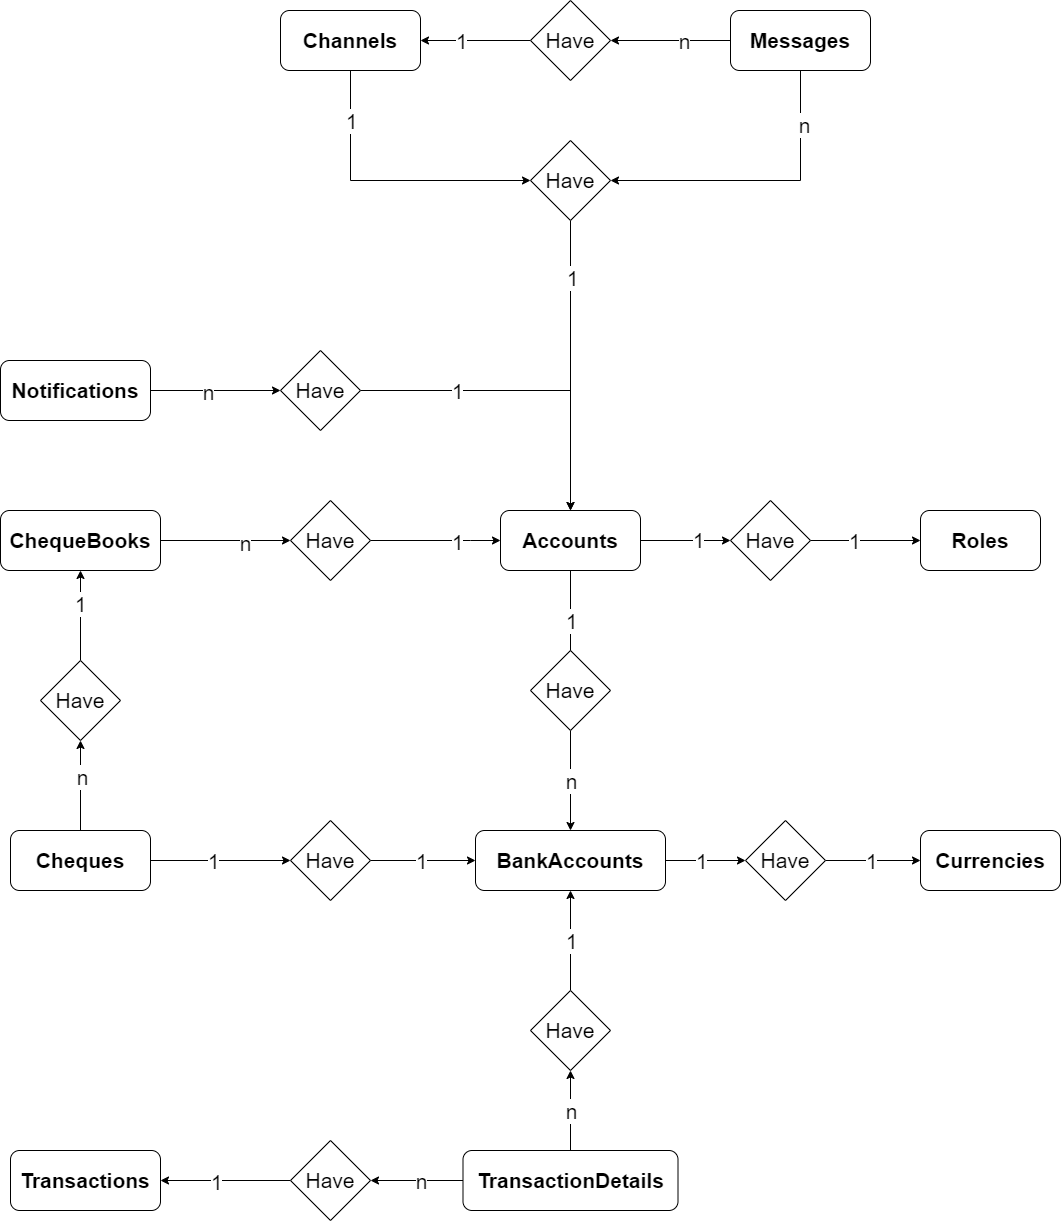 Channels
1
Have
n
Messages
1
n
Have
1
Notifications
n
Have
1
ChequeBooks
n
Have
1
Accounts
1
Have
1
Roles
1
1
Have
Have
n
n
Cheques
1
Have
1
BankAccounts
1
Have
1
Currencies
1
Have
n
Transactions
1
Have
n
TransactionDetails